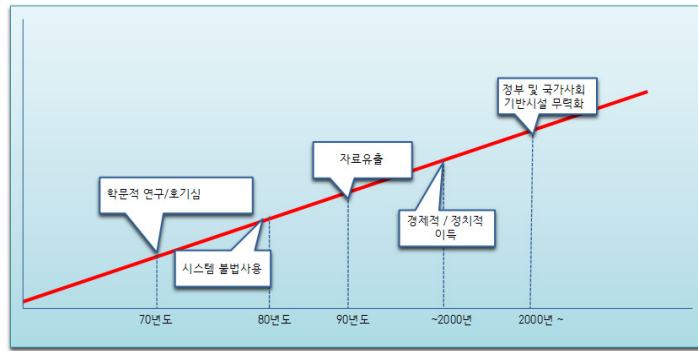 정부 및 국가사회
기반시설 무력화
자료유출
학문적 연구/호기심
경제적 / 정치적
이득
시스템 불법사용
70년도
80년도
90년도
~2000년
2000년 ~